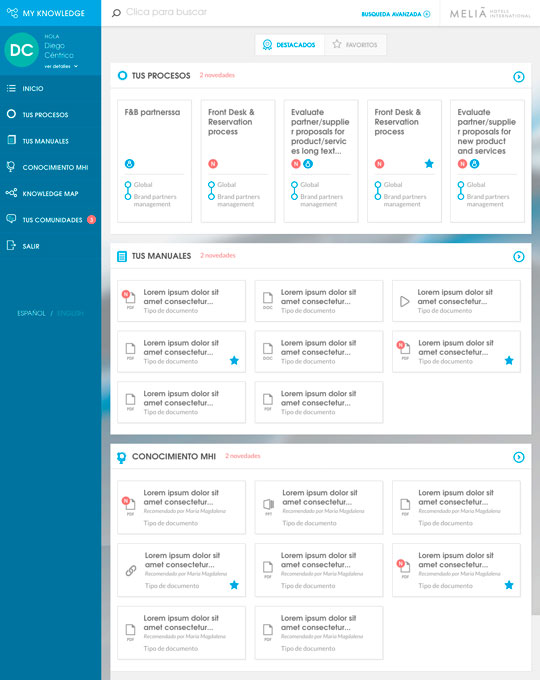 MY KNOWLEDGE
Clica para buscar
BUSQUEDA AVANZADA
MELIÁ HOTELS INTERNATIONAL
DC
HOLA
Diego
Céntrico
ver detalles
INICIO
TUS PROCESOS
TUS MANUALES
CONOCIMIENTO MHI
KNOWLEDGE MAP
TUS COMUNIDADES
SALIR
ESPAÑOL / ENGLISH
DESTACADOS
FAVORITOS
TUS PROCESOS 2 novedades
F&B partnerssa
Global
Brand partners
management
Front Desk &
Reservation
process
N
Global
Brand partners
management
Evaluate
partner/supplie
r proposals for
product/servic
es long text...
N
Global
Brand partners
management
Front Desk &
Reservation
process
N
Global
Brand partners
management
Evaluate
partner/supplie
r proposals for
new product
and services
N
Global
Brand partners
management
TUS MANUALES 2 novedades
N
PDF
Lorem ipsum dolor sit
amet consectetur...
Tipo de documento
DOC
Lorem ipsum dolor sit
amet consectetur...
Tipo de documento
Lorem ipsum dolor sit
amet consectetur...
Tipo de documento
PDF
Lorem ipsum dolor sit
amet consectetur...
Tipo de documento
DOC
Lorem ipsum dolor sit
amet consectetur...
Tipo de documento
N
PDF
Lorem ipsum dolor sit
amet consectetur...
Tipo de documento
PDF
Lorem ipsum dolor sit
amet consectetur...
Tipo de documento
PDF
Lorem ipsum dolor sit
amet consectetur...
Tipo de documento
CONOCIMIENTO MHI 2 novedades
N
PDF
Lorem ipsum dolor sit
amet consectetur...
Recomendado por Maria Magdalena
Tipo de documento
PPT
Lorem ipsum dolor sit
amet consectetur...
Recomendado por Maria Magdalena
Tipo de documento
PDF
Lorem ipsum dolor sit
amet consectetur...
Recomendado por Maria Magdalena
Tipo de documento
Lorem ipsum dolor sit
amet consectetur...
Recomendado por Maria Magdalena
Tipo de documento
PDF
Lorem ipsum dolor sit
amet consectetur...
Recomendado por Maria Magdalena
Tipo de documento
N
PDF
Lorem ipsum dolor sit
amet consectetur...
Recomendado por Maria Magdalena
Tipo de documento
PDF
Lorem ipsum dolor sit
amet consectetur...
Recomendado por Maria Magdalena
Tipo de documento
PDF
Lorem ipsum dolor sit
amet consectetur...
Recomendado por Maria Magdalena
Tipo de documento